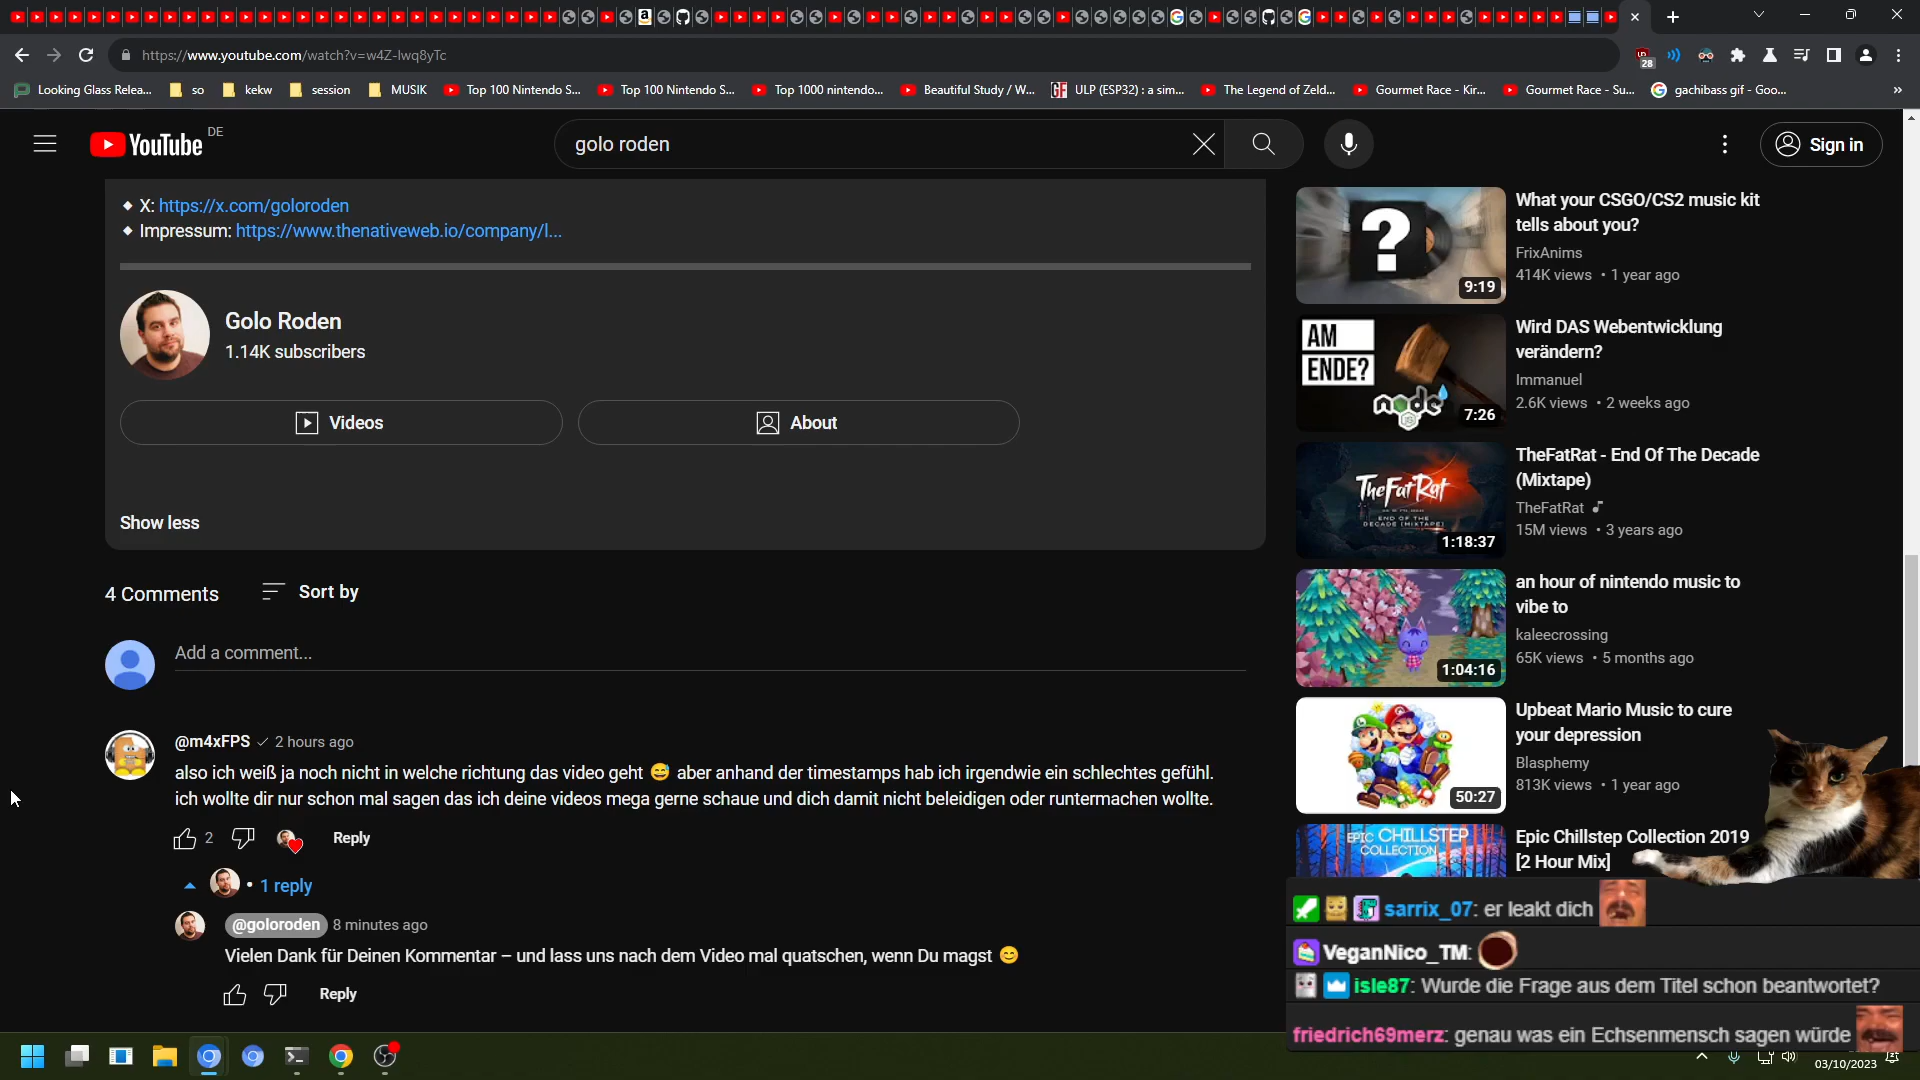 https://www.youtube.com/watch?v=w4Z-lwq8yTc
28
Looking Glass Relea...
so
kekw
session
MUSIK
Top 100 Nintendo S...
Top 100 Nintendo S...
Top 1000 nintendo...
Beautiful Study / W...
ULP (ESP32) : a sim...
The Legend of Zeld...
Gourmet Race - Kir...
Gourmet Race - Su...
gachibass gif - Goo...
YouTube DE
golo roden
Sign in
◆ X: https://x.com/goloroden
◆ Impressum: https://www.thenativeweb.io/company/I...
Golo Roden
1.14K subscribers
Videos
About
Show less
4 Comments
Sort by
Add a comment...
@m4xFPS ✓ 2 hours ago
also ich weiß ja noch nicht in welche richtung das video geht 😅 aber anhand der timestamps hab ich irgendwie ein schlechtes gefühl.
ich wollte dir nur schon mal sagen das ich deine videos mega gerne schaue und dich damit nicht beleidigen oder runtermachen wollte.
2
Reply
• 1 reply
@goloroden 8 minutes ago
Vielen Dank für Deinen Kommentar – und lass uns nach dem Video mal quatschen, wenn Du magst 😊
Reply
9:19
What your CSGO/CS2 music kit
tells about you?
FrixAnims
414K views • 1 year ago
AM
ENDE?
node
7:26
Wird DAS Webentwicklung
verändern?
Immanuel
2.6K views • 2 weeks ago
TheFatRat
END OF THE
DECADE (MIXTAPE)
1:18:37
TheFatRat - End Of The Decade
(Mixtape)
TheFatRat
15M views • 3 years ago
1:04:16
an hour of nintendo music to
vibe to
kaleecrossing
65K views • 5 months ago
50:27
Upbeat Mario Music to cure
your depression
Blasphemy
813K views • 1 year ago
EPIC CHILLSTEP
COLLECTION
Epic Chillstep Collection 2019
[2 Hour Mix]
sarrix_07: er leakt dich
VeganNico_TM:
isle87: Wurde die Frage aus dem Titel schon beantwortet?
friedrich69merz: genau was ein Echsenmensch sagen würde
03/10/2023